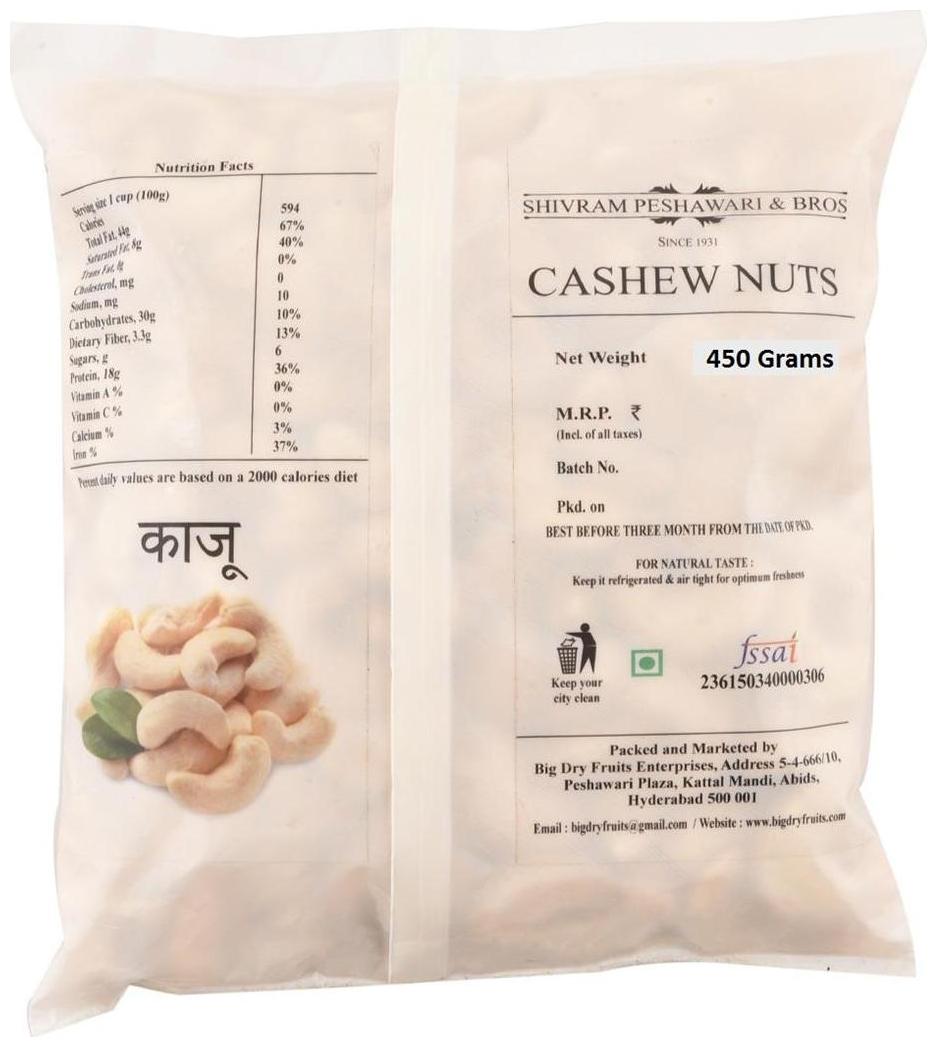 Nutrition Facts
Serving size 1 cup (100g)
Calories 594
Total Fat, 44g 67%
Saturated Fat, 8g 40%
Trans Fat, 0g 0%
Cholesterol, mg 0
Sodium, mg 10
Carbohydrates, 30g 10%
Dietary Fiber, 3.3g 13%
Sugars, g 6
Protein, 18g 36%
Vitamin A % 0%
Vitamin C % 0%
Calcium % 3%
Iron % 37%
Percent daily values are based on a 2000 calories diet
काजू
SHIVRAM PESHAWARI & BROS
SINCE 1931
CASHEW NUTS
Net Weight 450 Grams
M.R.P. ₹
(Incl. of all taxes)
Batch No.
Pkd. on
BEST BEFORE THREE MONTH FROM THE DATE OF PKD.
FOR NATURAL TASTE :
Keep it refrigerated & air tight for optimum freshness
Keep your
city clean
fssai
236150340000306
Packed and Marketed by
Big Dry Fruits Enterprises, Address 5-4-666/10,
Peshawari Plaza, Kattal Mandi, Abids,
Hyderabad 500 001
Email : bigdryfruits@gmail.com / Website : www.bigdryfruits.com